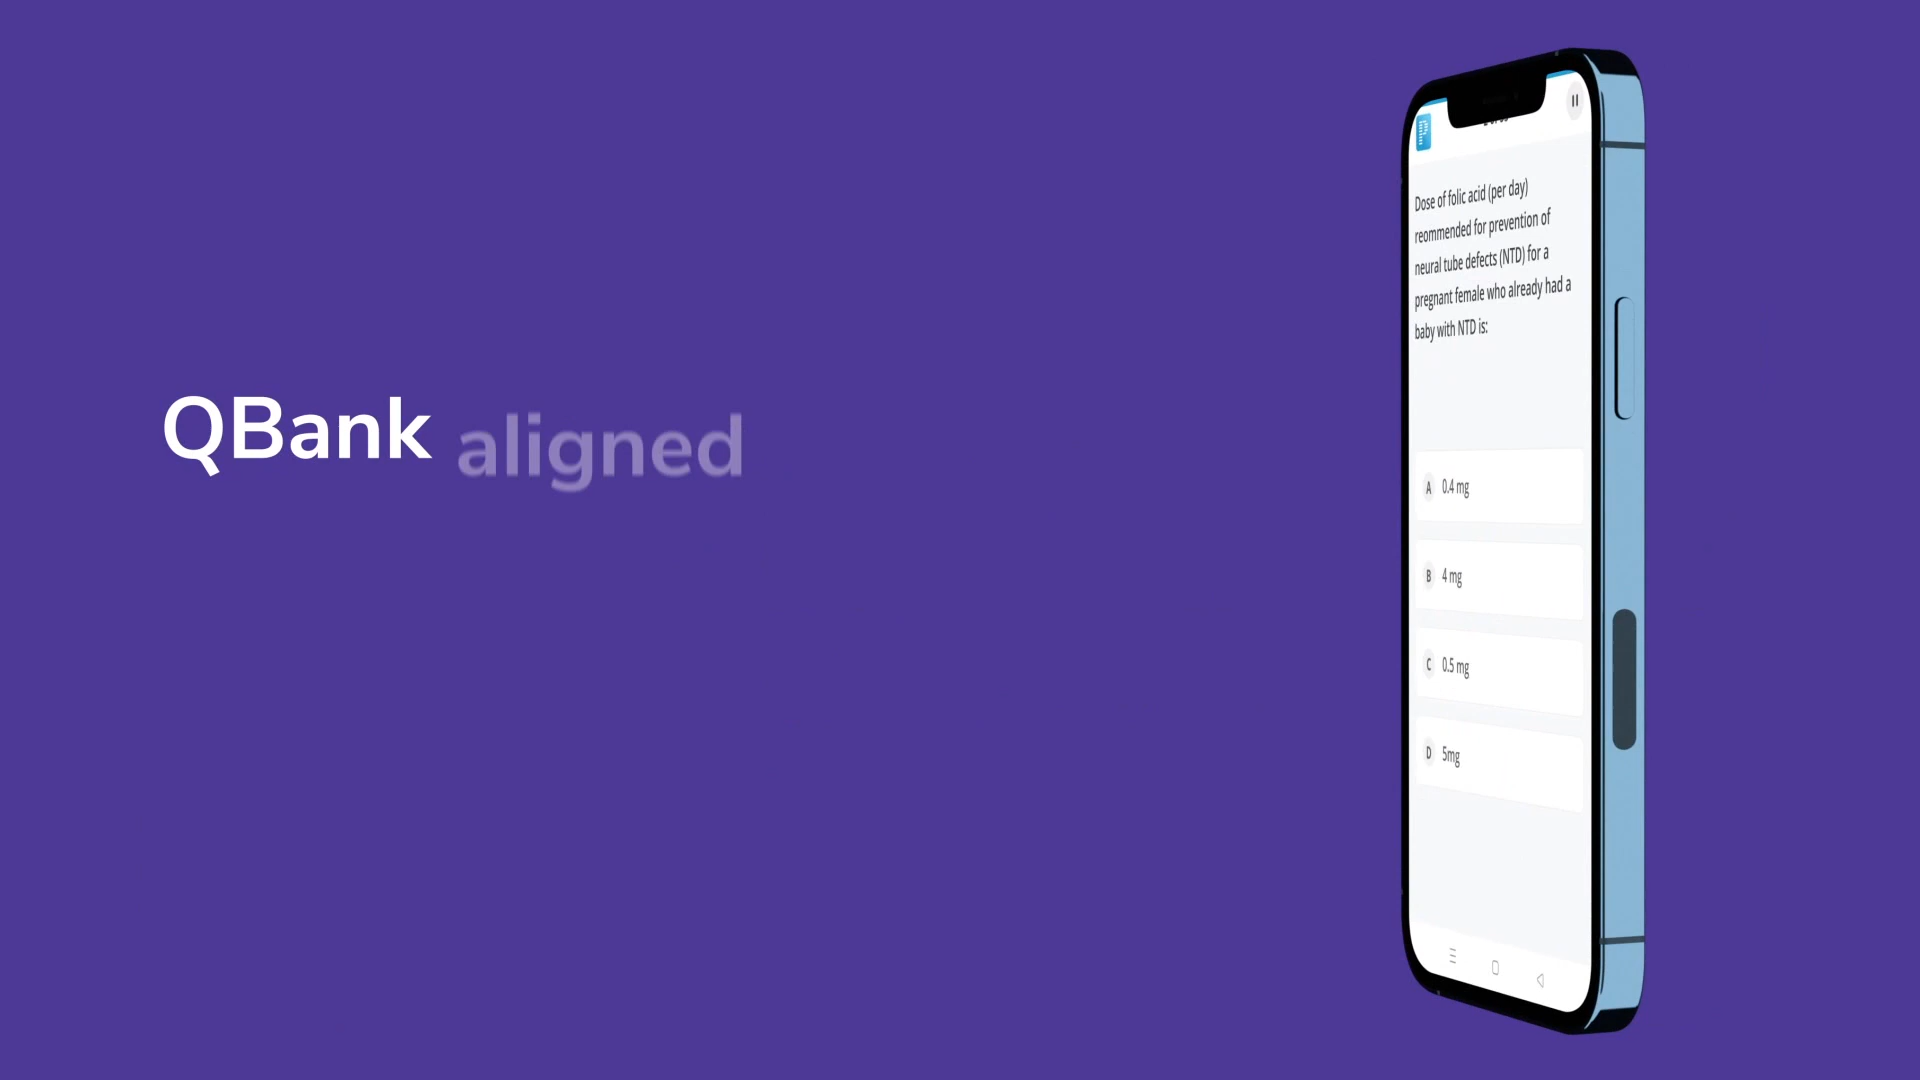 QBank aligned
Dose of folic acid (per day)
reommended for prevention of
neural tube defects (NTD) for a
pregnant female who already had a
baby with NTD is:
A 0.4 mg
B 4 mg
C 0.5 mg
D 5mg